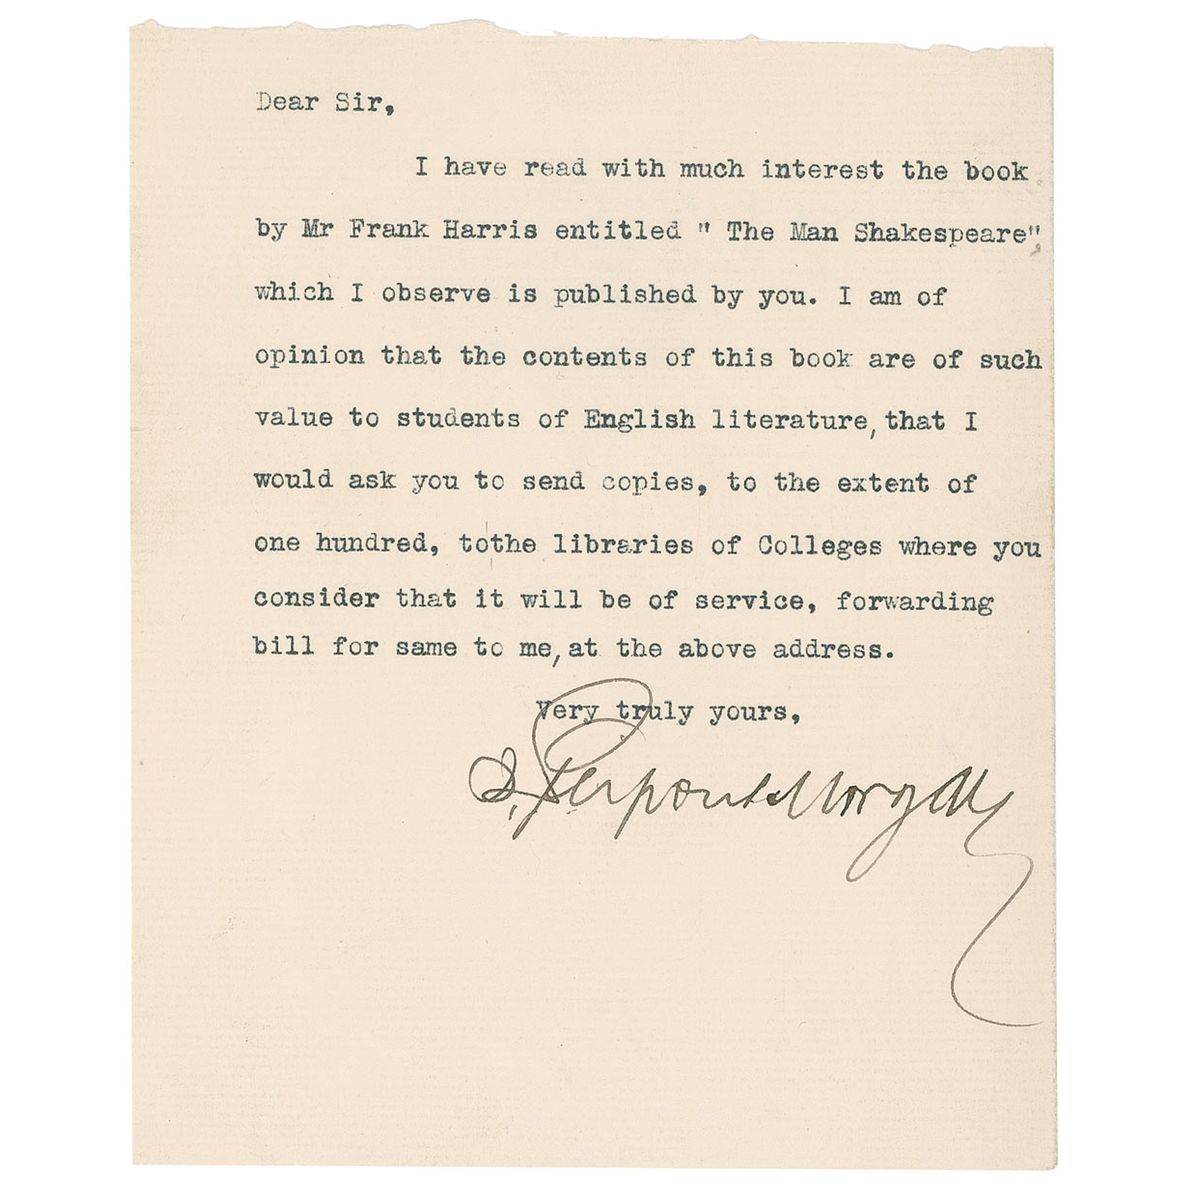 Dear Sir,
I have read with much interest the book
by Mr Frank Harris entitled " The Man Shakespeare",
which I observe is published by you. I am of
opinion that the contents of this book are of such
value to students of English literature, that I
would ask you to send copies, to the extent of
one hundred, tothe libraries of Colleges where you
consider that it will be of service, forwarding
bill for same to me, at the above address.
Very truly yours,
J. Pierpont Morgan